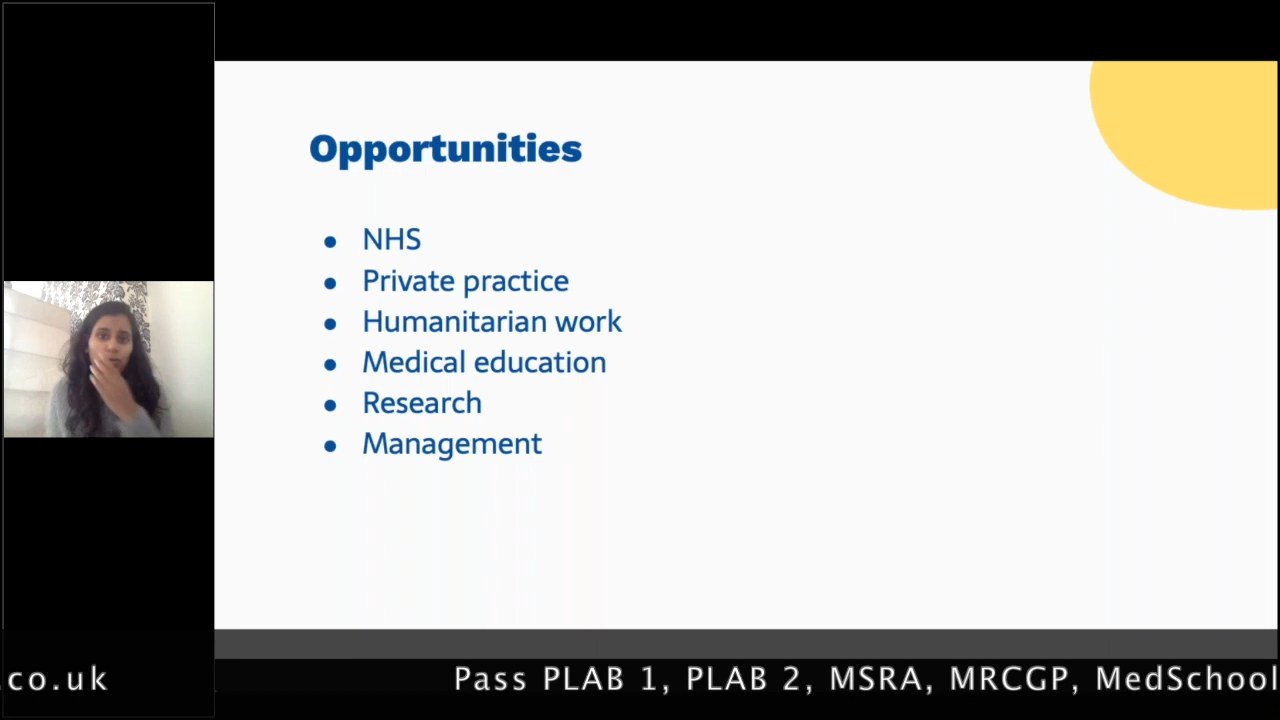 Opportunities
NHS
Private practice
Humanitarian work
Medical education
Research
Management
.co.uk
Pass PLAB 1, PLAB 2, MSRA, MRCGP, MedSchool